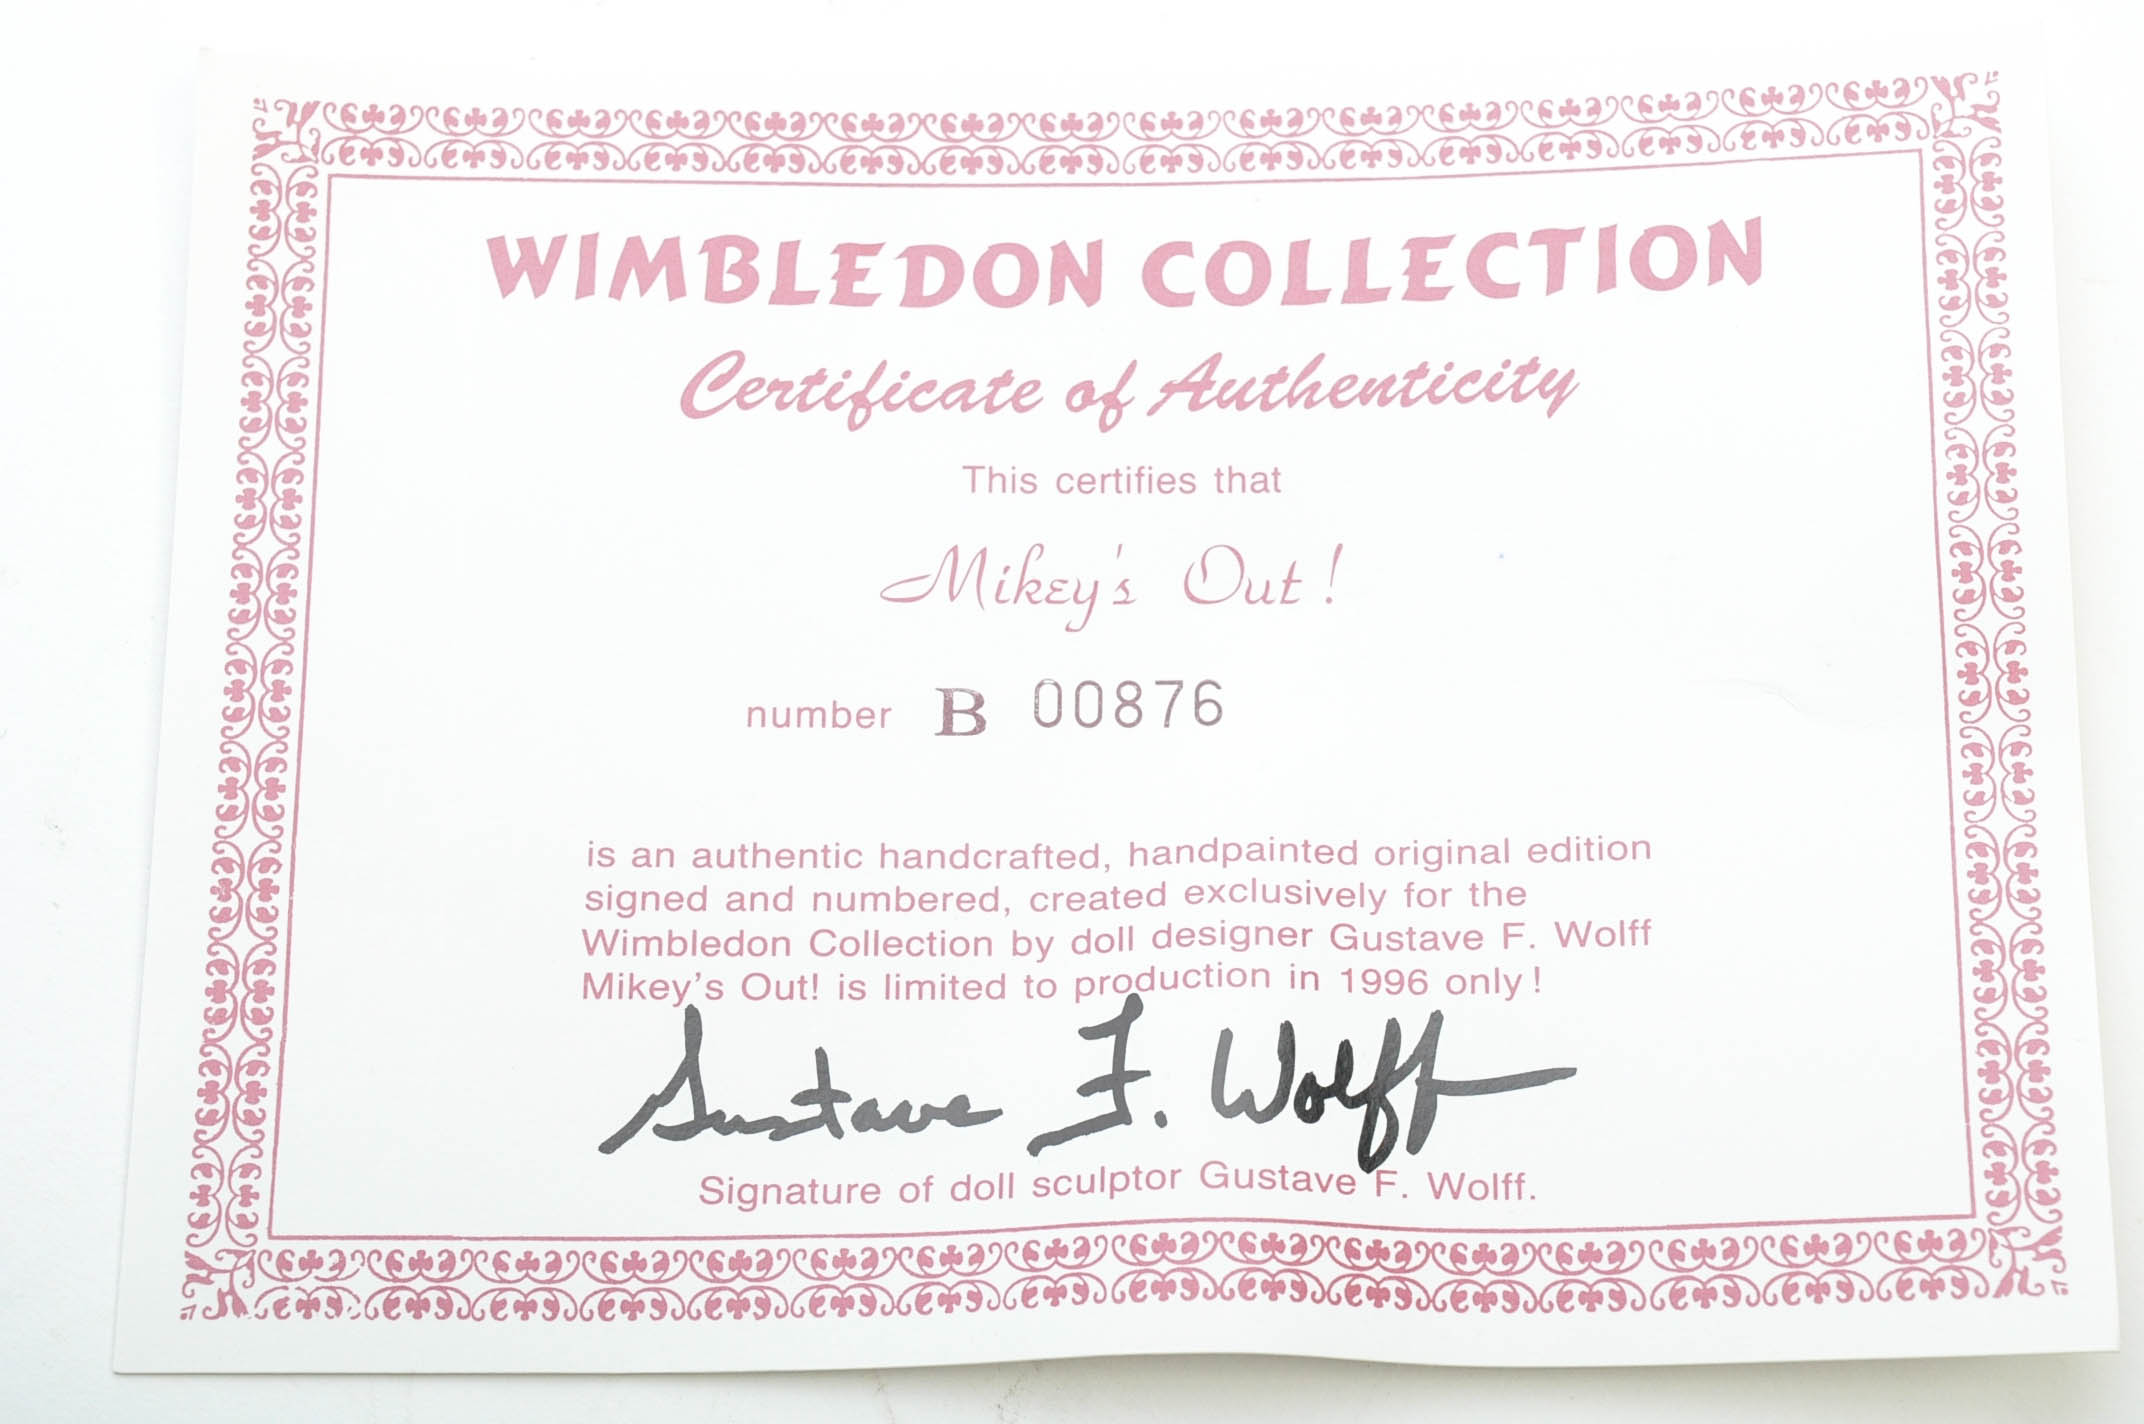 WIMBLEDON COLLECTION
Certificate of Authenticity
This certifies that
Mikey's Out!
number B 00876
is an authentic handcrafted, handpainted original edition
signed and numbered, created exclusively for the
Wimbledon Collection by doll designer Gustave F. Wolff
Mikey's Out! is limited to production in 1996 only!
Gustave F. Wolff
Signature of doll sculptor Gustave F. Wolff.